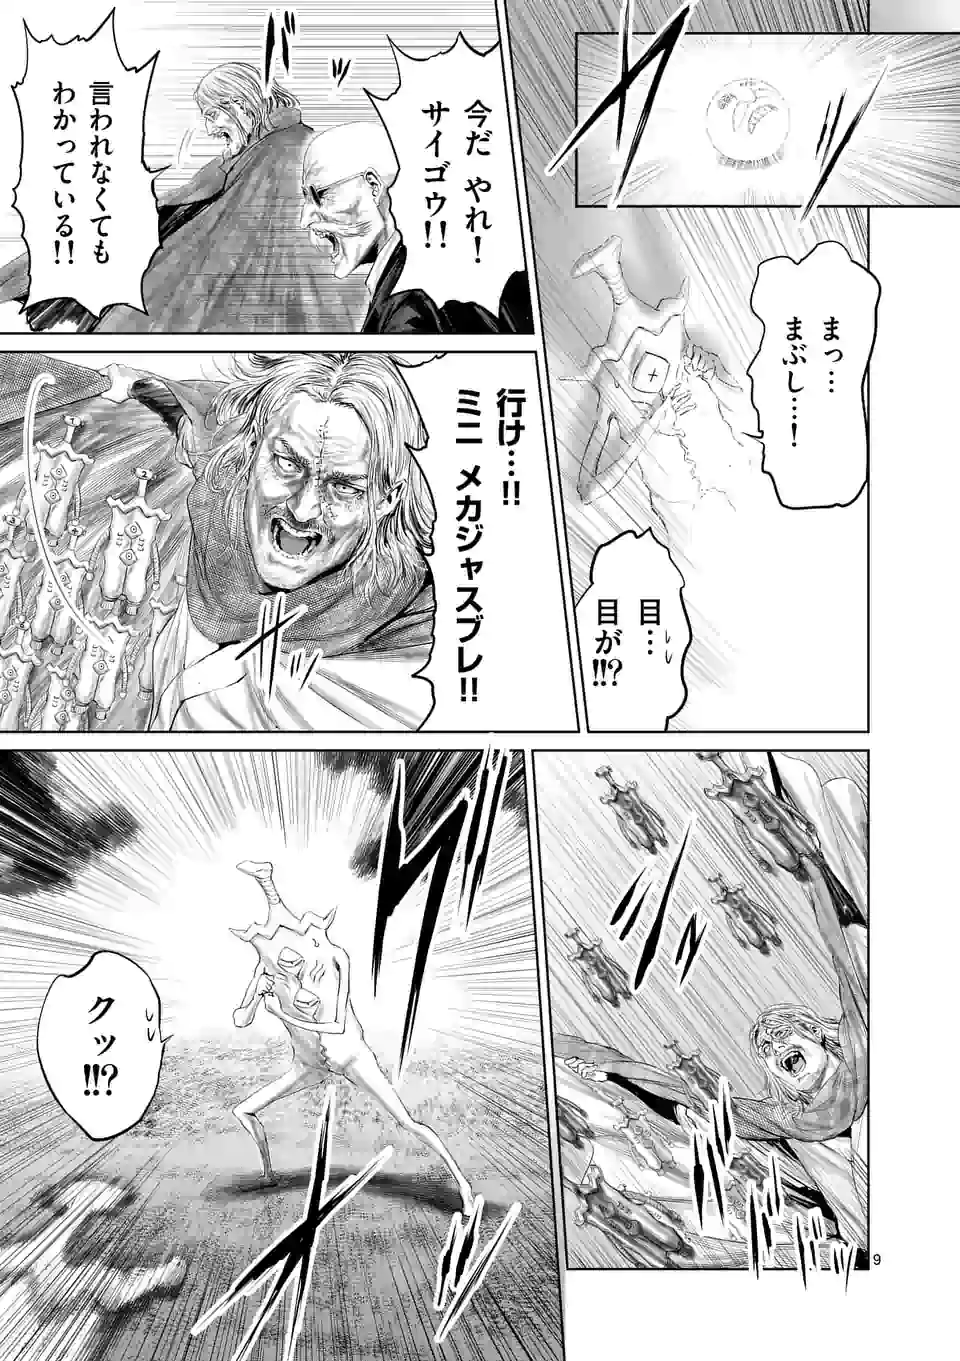 まっ…
まぶし…！
目…
目が!!?
今だ やれ！
サイゴウ!!
言われなくても
わかっている!!
行け…!!
ミニ メカジャスブレ!!
クッ!!?
9